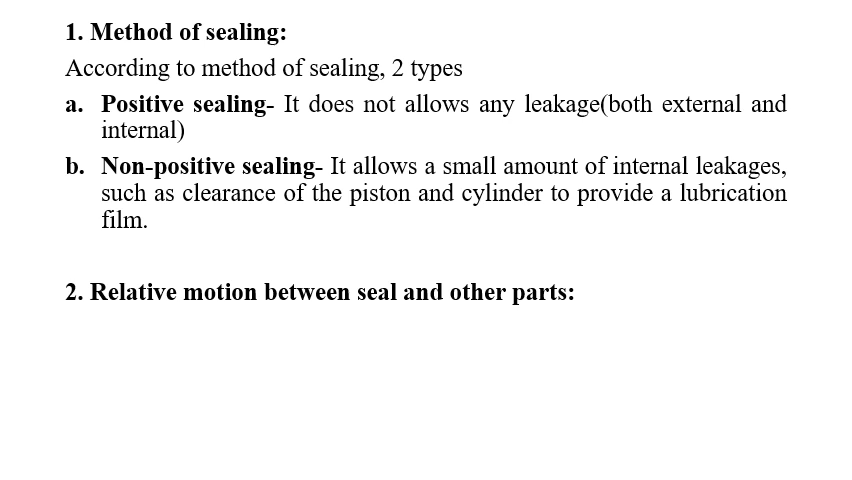 1. Method of sealing:
According to method of sealing, 2 types
a. Positive sealing- It does not allows any leakage(both external and
internal)
b. Non-positive sealing- It allows a small amount of internal leakages,
such as clearance of the piston and cylinder to provide a lubrication
film.
2. Relative motion between seal and other parts: